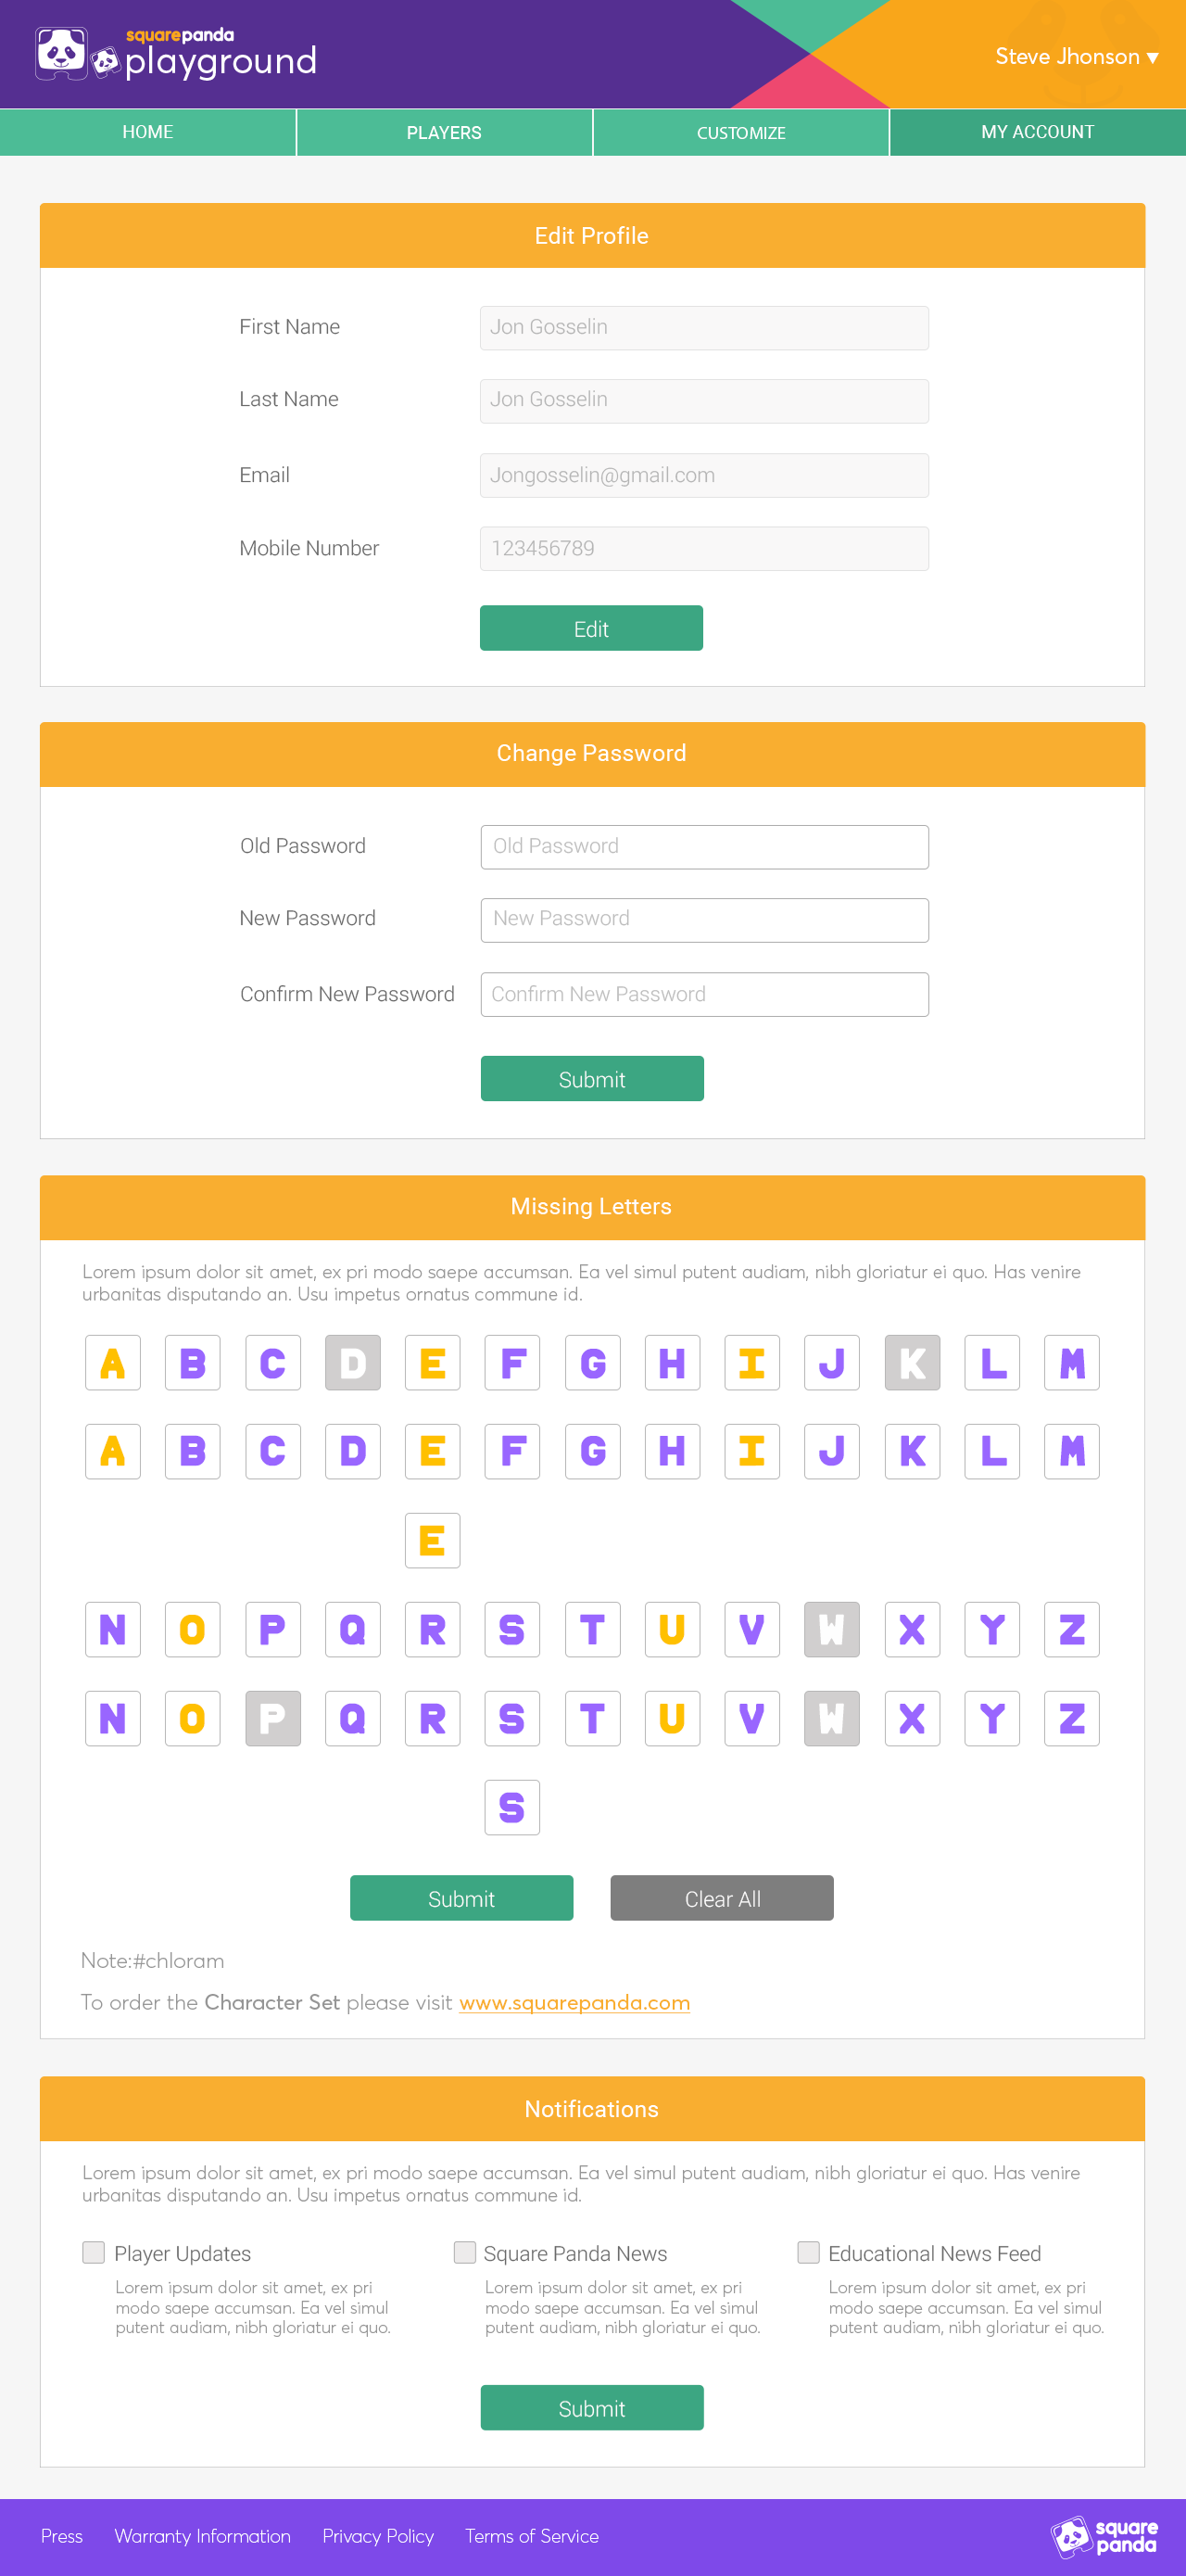 squarepanda
playground
Steve Jhonson ▼
HOME PLAYERS CUSTOMIZE MY ACCOUNT
Edit Profile
First Name Jon Gosselin
Last Name Jon Gosselin
Email Jongosselin@gmail.com
Mobile Number 123456789
Edit
Change Password
Old Password Old Password
New Password New Password
Confirm New Password Confirm New Password
Submit
Missing Letters
Lorem ipsum dolor sit amet, ex pri modo saepe accumsan. Ea vel simul putent audiam, nibh gloriatur ei quo. Has venire
urbanitas disputando an. Usu impetus ornatus commune id.
A B C D E F G H I J K L M
A B C D E F G H I J K L M
E
N O P Q R S T U V W X Y Z
N O P Q R S T U V W X Y Z
S
Submit Clear All
Note:#chloram
To order the Character Set please visit www.squarepanda.com
Notifications
Lorem ipsum dolor sit amet, ex pri modo saepe accumsan. Ea vel simul putent audiam, nibh gloriatur ei quo. Has venire
urbanitas disputando an. Usu impetus ornatus commune id.
Player Updates
Lorem ipsum dolor sit amet, ex pri
modo saepe accumsan. Ea vel simul
putent audiam, nibh gloriatur ei quo.
Square Panda News
Lorem ipsum dolor sit amet, ex pri
modo saepe accumsan. Ea vel simul
putent audiam, nibh gloriatur ei quo.
Educational News Feed
Lorem ipsum dolor sit amet, ex pri
modo saepe accumsan. Ea vel simul
putent audiam, nibh gloriatur ei quo.
Submit
Press Warranty Information Privacy Policy Terms of Service
square
panda